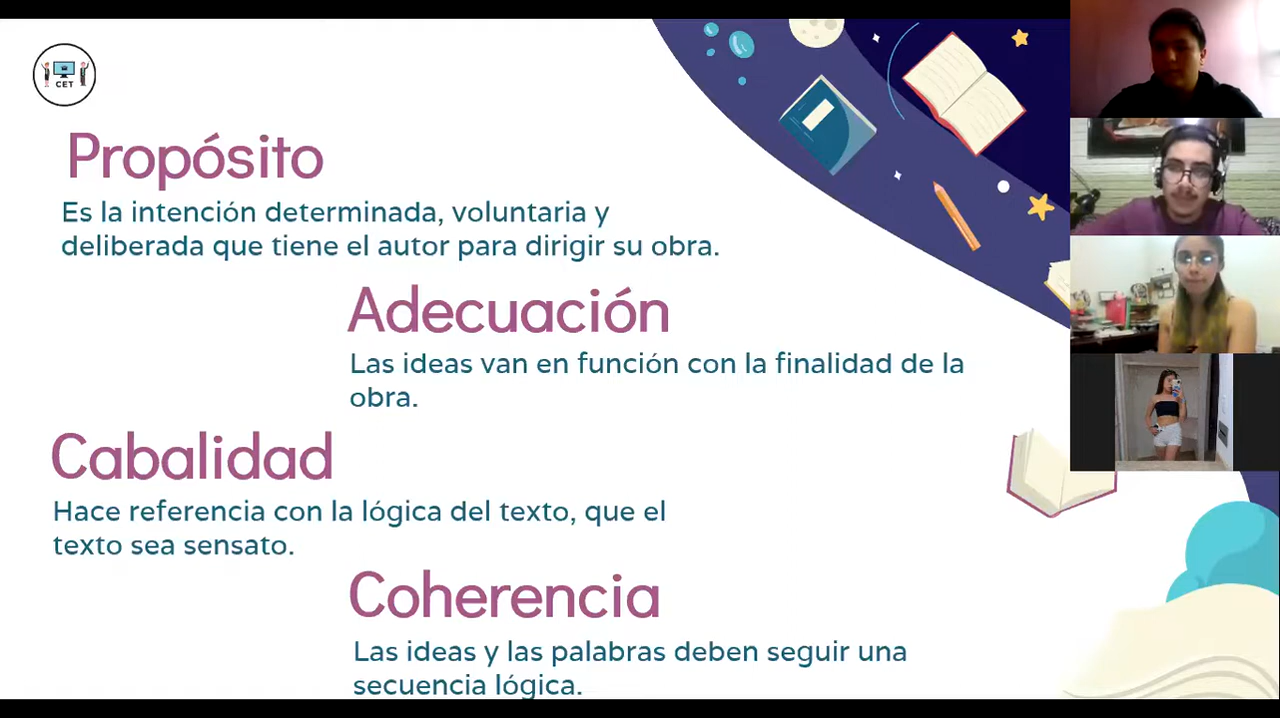 CET
Propósito
Es la intención determinada, voluntaria y
deliberada que tiene el autor para dirigir su obra.
Adecuación
Las ideas van en función con la finalidad de la
obra.
Cabalidad
Hace referencia con la lógica del texto, que el
texto sea sensato.
Coherencia
Las ideas y las palabras deben seguir una
secuencia lógica.